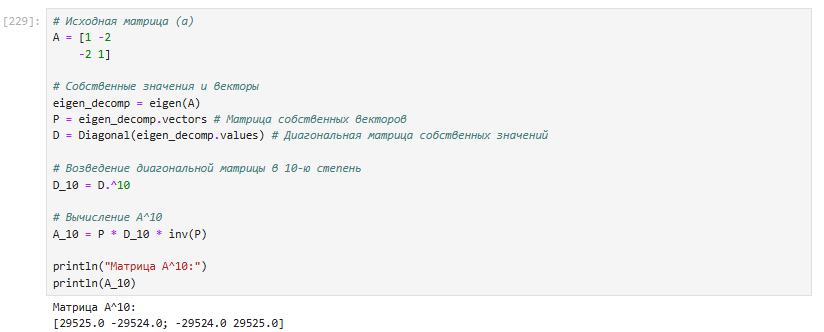 [229]:
# Исходная матрица (a)
A = [1 -2
    -2 1]
# Собственные значения и векторы
eigen_decomp = eigen(A)
P = eigen_decomp.vectors # Матрица собственных векторов
D = Diagonal(eigen_decomp.values) # Диагональная матрица собственных значений
# Возведение диагональной матрицы в 10-ю степень
D_10 = D.^10
# Вычисление A^10
A_10 = P * D_10 * inv(P)
println("Матрица A^10:")
println(A_10)
Матрица A^10:
[29525.0 -29524.0; -29524.0 29525.0]